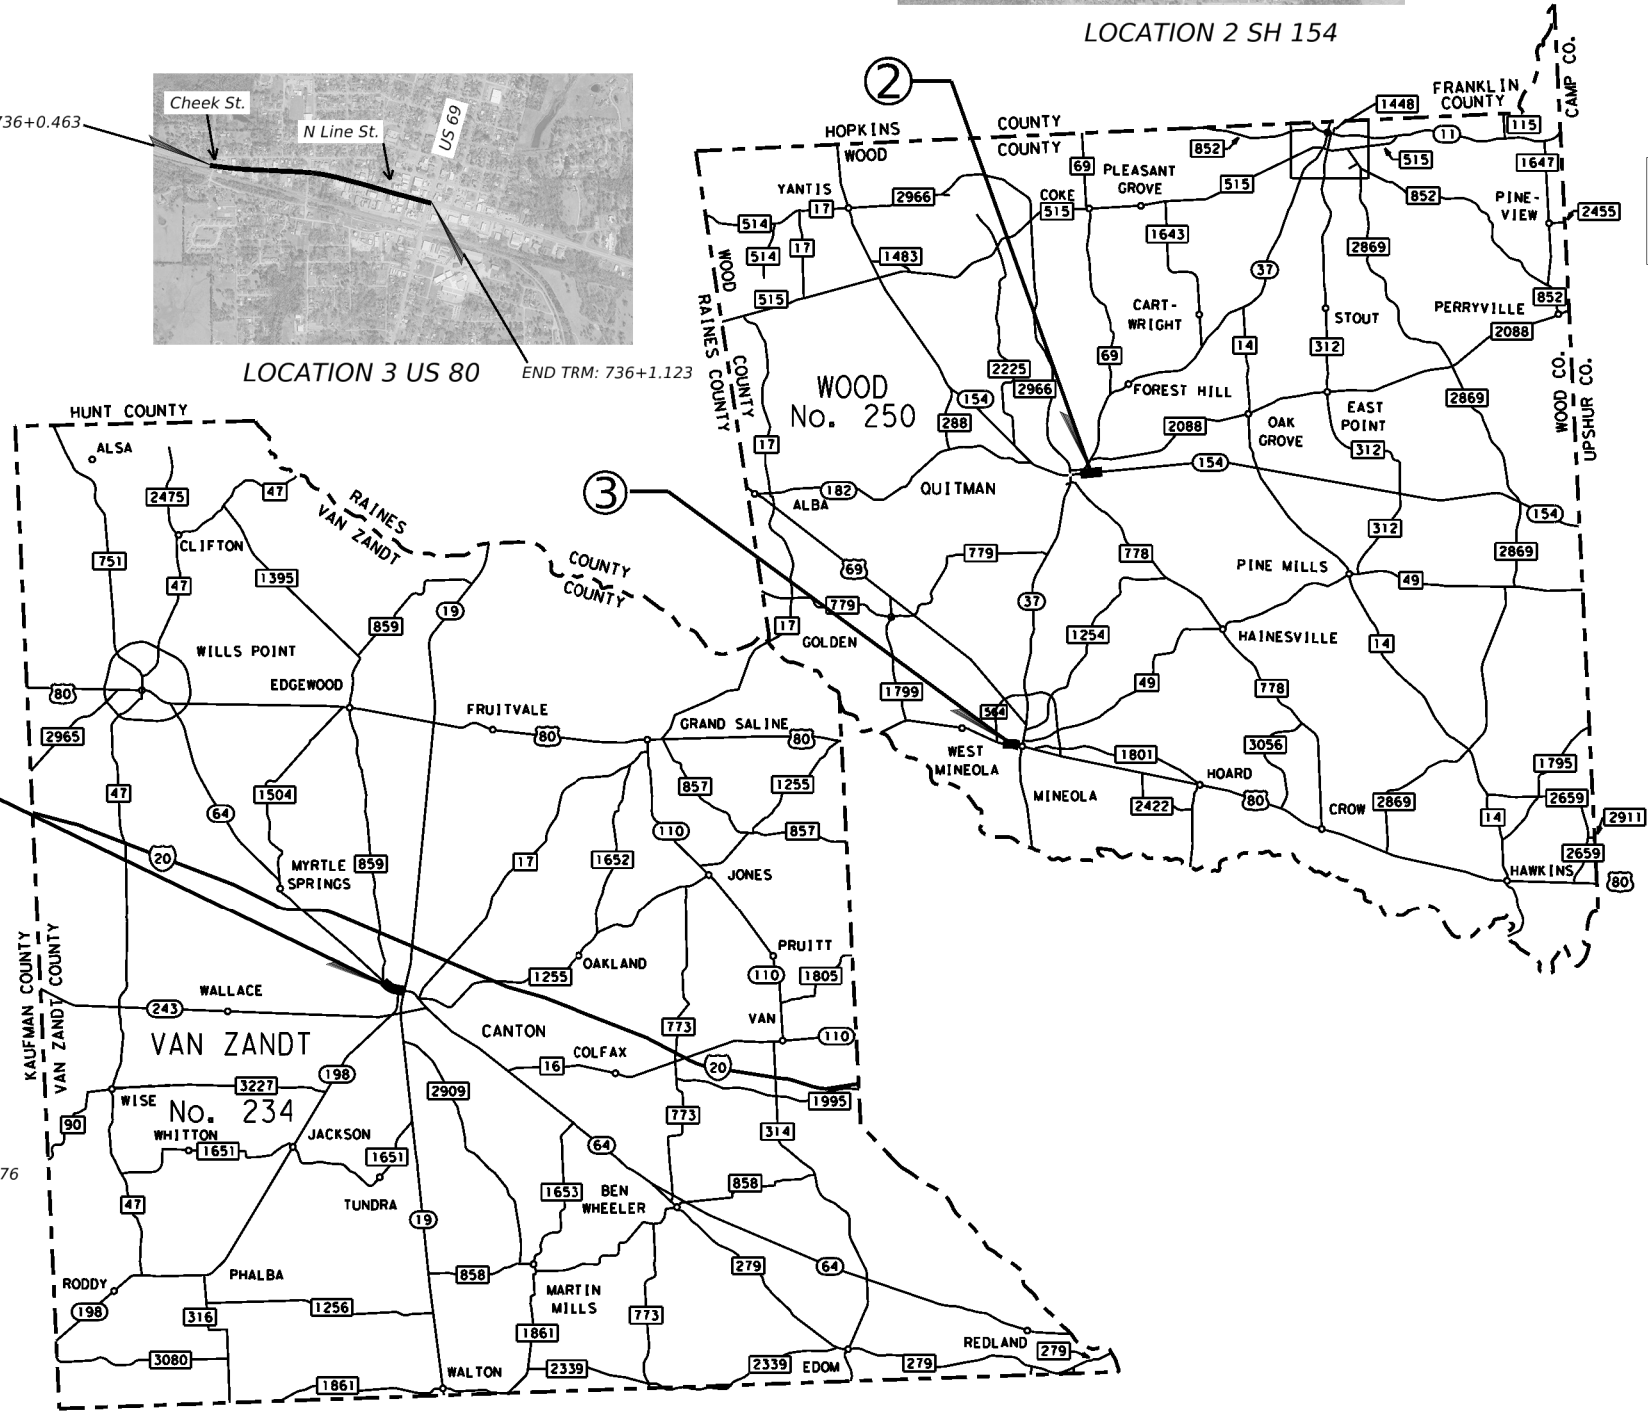 LOCATION 2 SH 154
2
Cheek St.
N Line St.
US 69
736+0.463
LOCATION 3 US 80
END TRM: 736+1.123
HOPKINS
COUNTY
COUNTY
WOOD
FRANKLIN
COUNTY
CAMP CO.
1448
115
11
852
515
1647
69
PLEASANT
GROVE
515
852
PINE-
VIEW
2455
YANTIS
17
2966
COKE
515
514
514
17
1483
1643
2869
37
515
WOOD
COUNTY
RAINES COUNTY
CART-
WRIGHT
STOUT
PERRYVILLE
852
2088
14
312
69
2225
2966
WOOD
No. 250
154
288
FOREST HILL
2088
OAK
GROVE
EAST
POINT
2869
WOOD CO.
UPSHUR CO.
17
312
154
3
ALBA
182
QUITMAN
154
312
2869
69
779
778
PINE MILLS
49
779
37
17
GOLDEN
1254
HAINESVILLE
14
49
778
1799
564
WEST
MINEOLA
1801
3056
HOARD
MINEOLA
2422
80
CROW
2869
1795
2659
14
2911
2659
HAWKINS
80
HUNT COUNTY
ALSA
2475
47
RAINES
VAN ZANDT
COUNTY
COUNTY
CLIFTON
751
47
1395
859
19
WILLS POINT
EDGEWOOD
80
FRUITVALE
80
GRAND SALINE
80
2965
47
1504
64
857
1255
110
857
20
MYRTLE
SPRINGS
859
17
1652
JONES
KAUFMAN COUNTY
VAN ZANDT COUNTY
PRUITT
OAKLAND
1255
110
1805
WALLACE
243
VAN
773
CANTON
110
VAN ZANDT
No. 234
COLFAX
16
20
198
3227
WISE
2909
1995
90
773
WHITTON
1651
JACKSON
1651
314
64
76
TUNDRA
47
1653
BEN
WHEELER
858
19
RODDY
PHALBA
858
279
64
198
316
1256
MARTIN
MILLS
773
1861
REDLAND
279
3080
1861
WALTON
2339
2339
EDOM
279